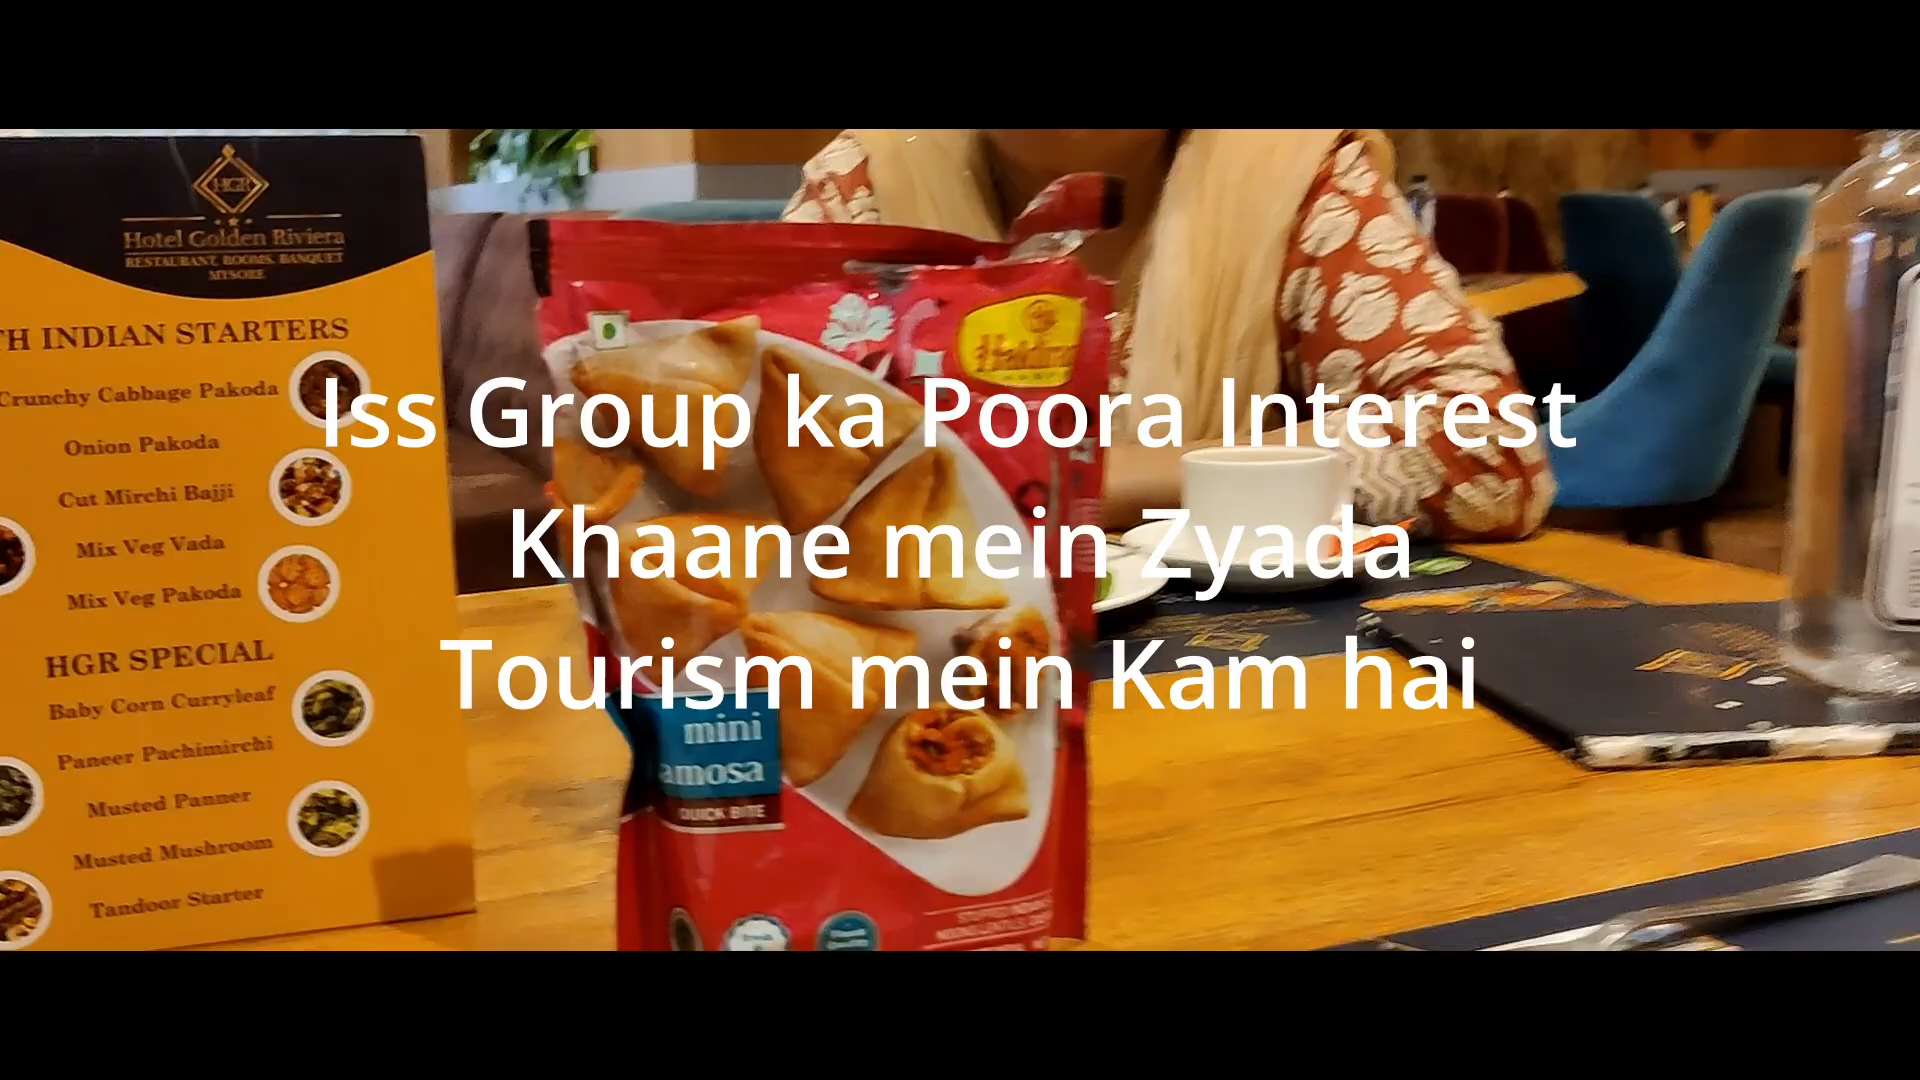 HGR
Hotel Golden Riviera
RESTAURANT, ROOMS, BANQUET
MYSORE
TH INDIAN STARTERS
Crunchy Cabbage Pakoda
Onion Pakoda
Cut Mirchi Bajji
Mix Veg Vada
Mix Veg Pakoda
HGR SPECIAL
Baby Corn Curryleaf
Paneer Pachimirchi
Musted Panner
Musted Mushroom
Tandoor Starter
Iss Group ka Poora Interest
Khaane mein Zyada
Tourism mein Kam hai
mini
amosa
QUICK BITE